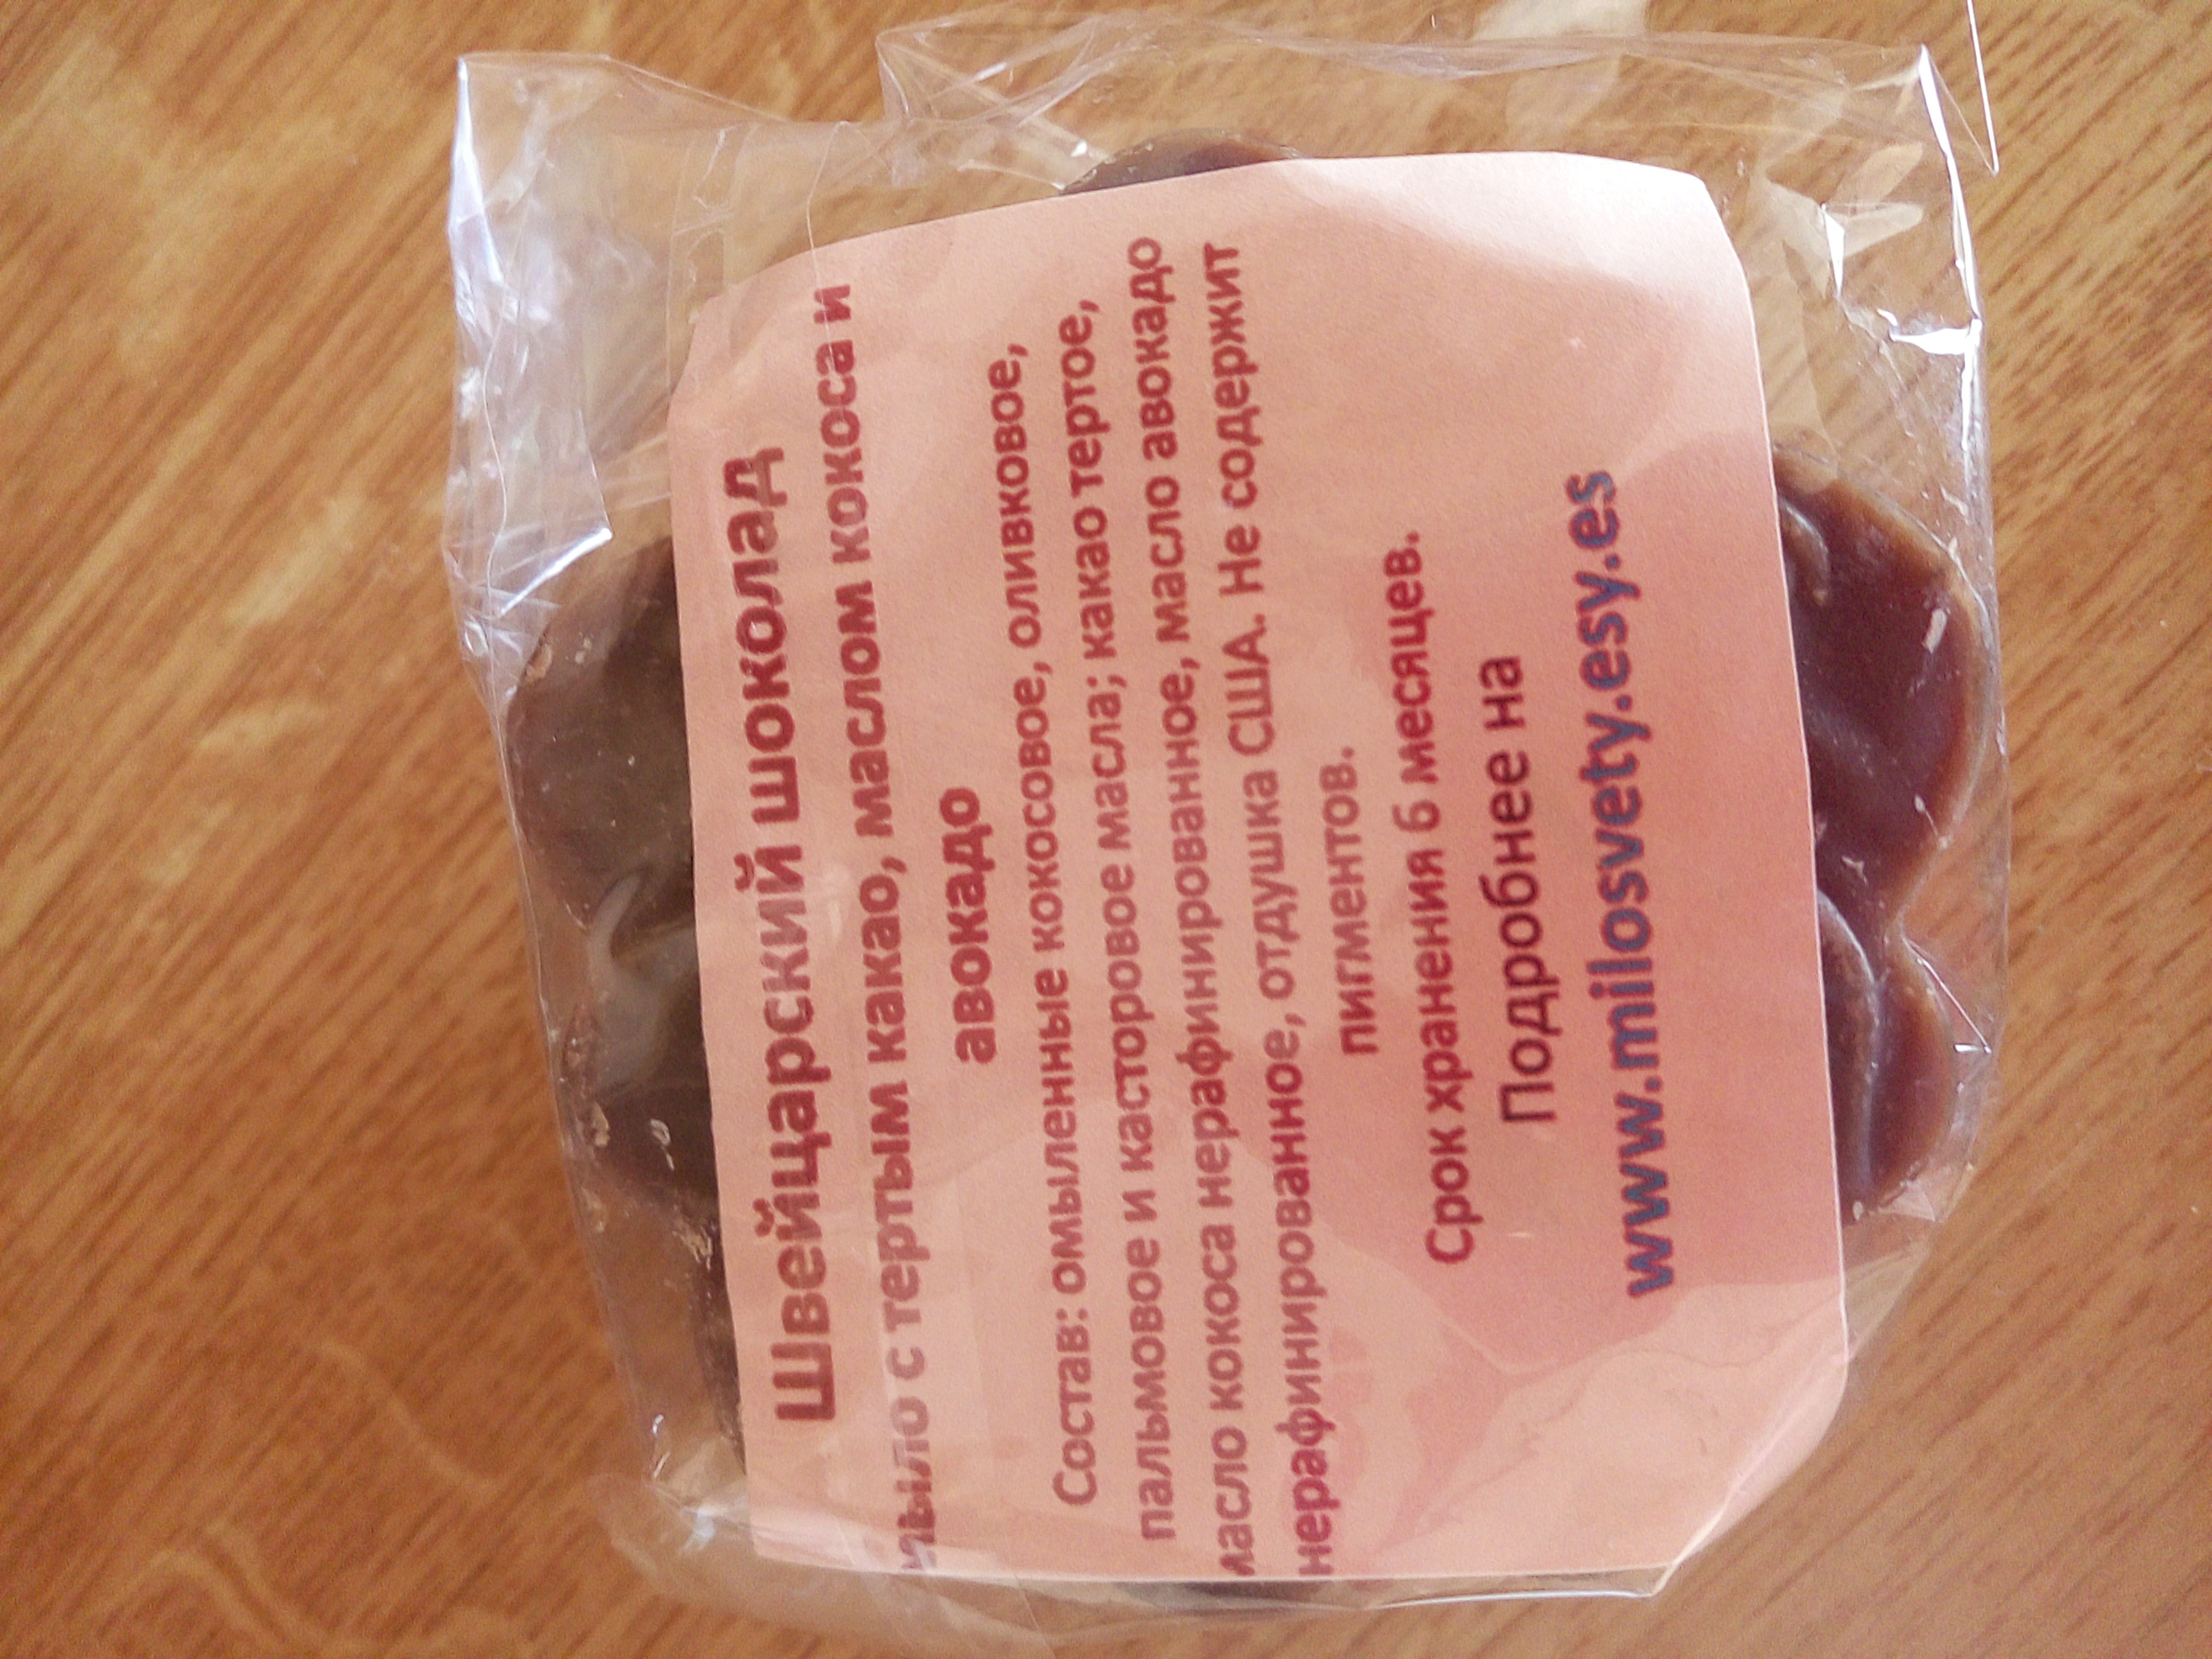 Швейцарский шоколад
мыло с тертым какао, маслом кокоса и
авокадо
Состав: омыленные кокосовое, оливковое,
пальмовое и касторовое масла; какао тертое,
масло кокоса нерафинированное, масло авокадо
нерафинированное, отдушка США. Не содержит
пигментов.
Срок хранения 6 месяцев.
Подробнее на
www.milosvety.esy.es